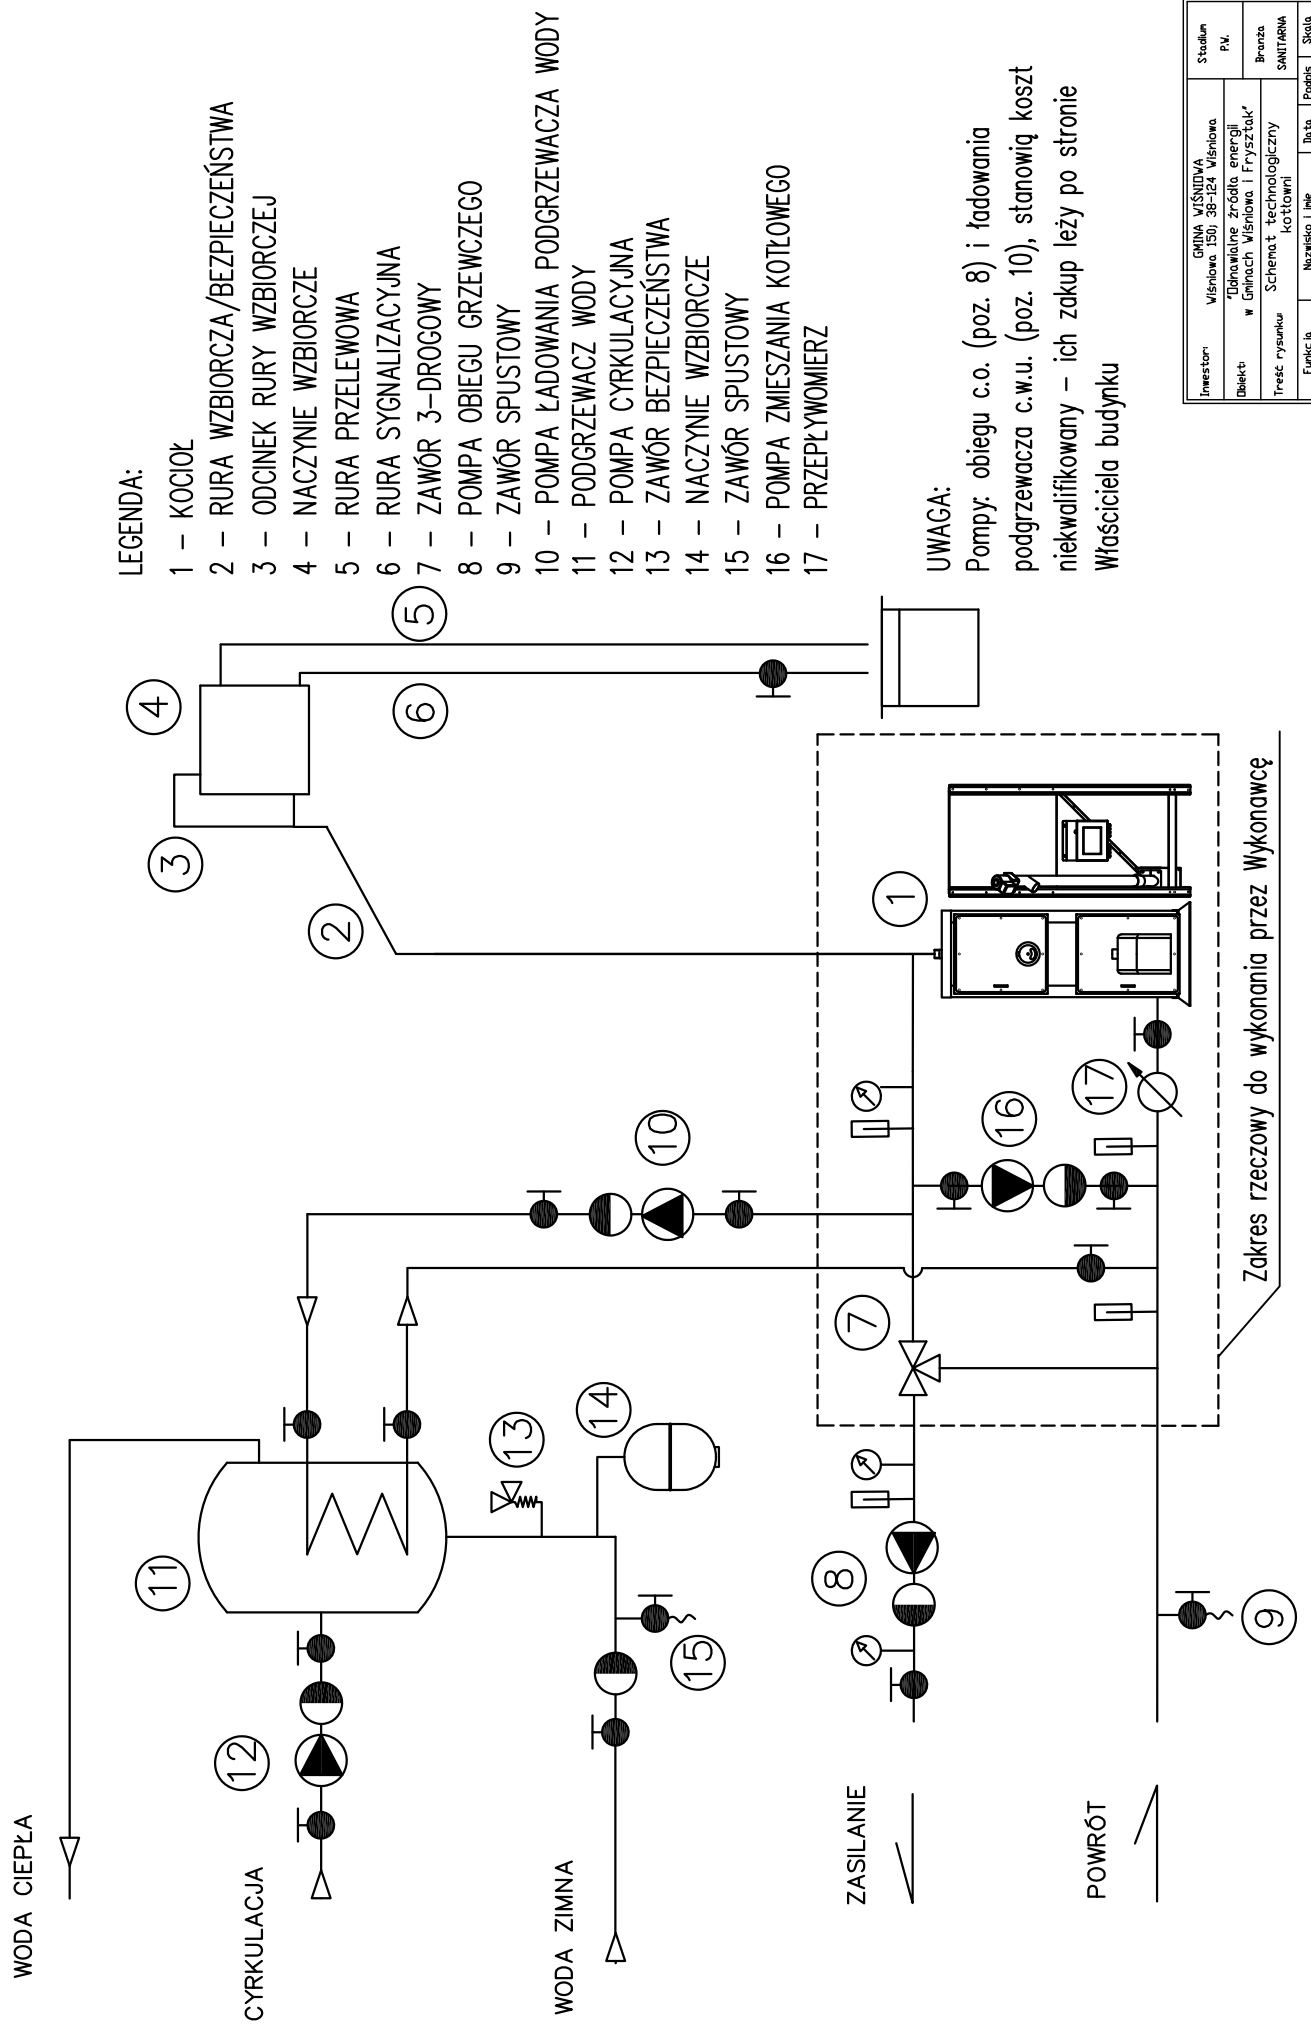 WODA CIEPŁA
CYRKULACJA
WODA ZIMNA
ZASILANIE
POWRÓT
11
12
13
14
15
10
8
9
7
16
17
1
2
3
4
5
6
Zakres rzeczowy do wykonania przez Wykonawcę
LEGENDA:
1 – KOCIOŁ
2 – RURA WZBIORCZA/BEZPIECZEŃSTWA
3 – ODCINEK RURY WZBIORCZEJ
4 – NACZYNIE WZBIORCZE
5 – RURA PRZELEWOWA
6 – RURA SYGNALIZACYJNA
7 – ZAWÓR 3–DROGOWY
8 – POMPA OBIEGU GRZEWCZEGO
9 – ZAWÓR SPUSTOWY
10 – POMPA ŁADOWANIA PODGRZEWACZA WODY
11 – PODGRZEWACZ WODY
12 – POMPA CYRKULACYJNA
13 – ZAWÓR BEZPIECZEŃSTWA
14 – NACZYNIE WZBIORCZE
15 – ZAWÓR SPUSTOWY
16 – POMPA ZMIESZANIA KOTŁOWEGO
17 – PRZEPŁYWOMIERZ
UWAGA:
Pompy: obiegu c.o. (poz. 8) i ładowania
podgrzewacza c.w.u. (poz. 10), stanowią koszt
niekwalifikowany – ich zakup leży po stronie
Właściciela budynku
Inwestor: GMINA WIŚNIOWA
Wiśniowa 150; 38-124 Wiśniowa
Stadium
P.W.
Obiekt: "Odnawialne źródła energii
w Gminach Wiśniowa i Frysztak"
Branża
SANITARNA
Treść rysunku: Schemat technologiczny
kotłowni
Funkcja Nazwisko i imię Data Podpis Skala